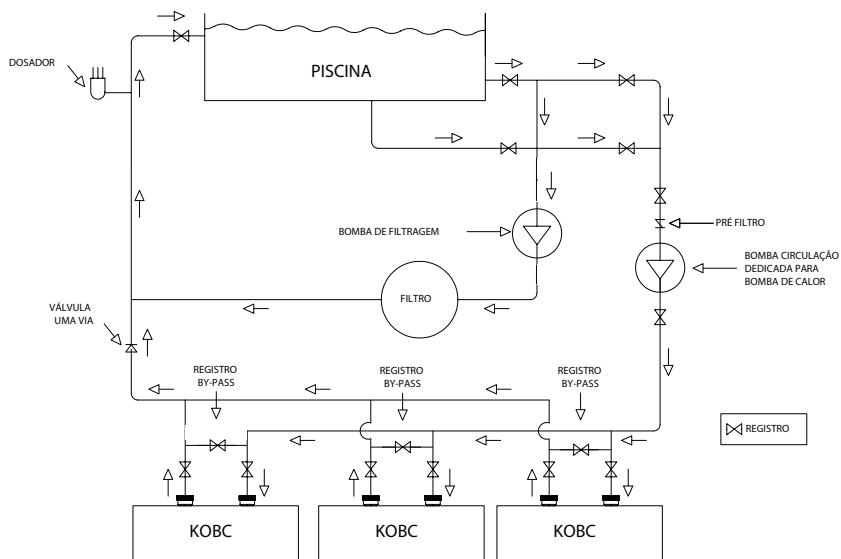 DOSADOR
PISCINA
BOMBA DE FILTRAGEM
PRÉ FILTRO
BOMBA CIRCULAÇÃO
DEDICADA PARA
BOMBA DE CALOR
FILTRO
VÁLVULA
UMA VIA
REGISTRO
BY-PASS
REGISTRO
BY-PASS
REGISTRO
BY-PASS
REGISTRO
KOBC
KOBC
KOBC